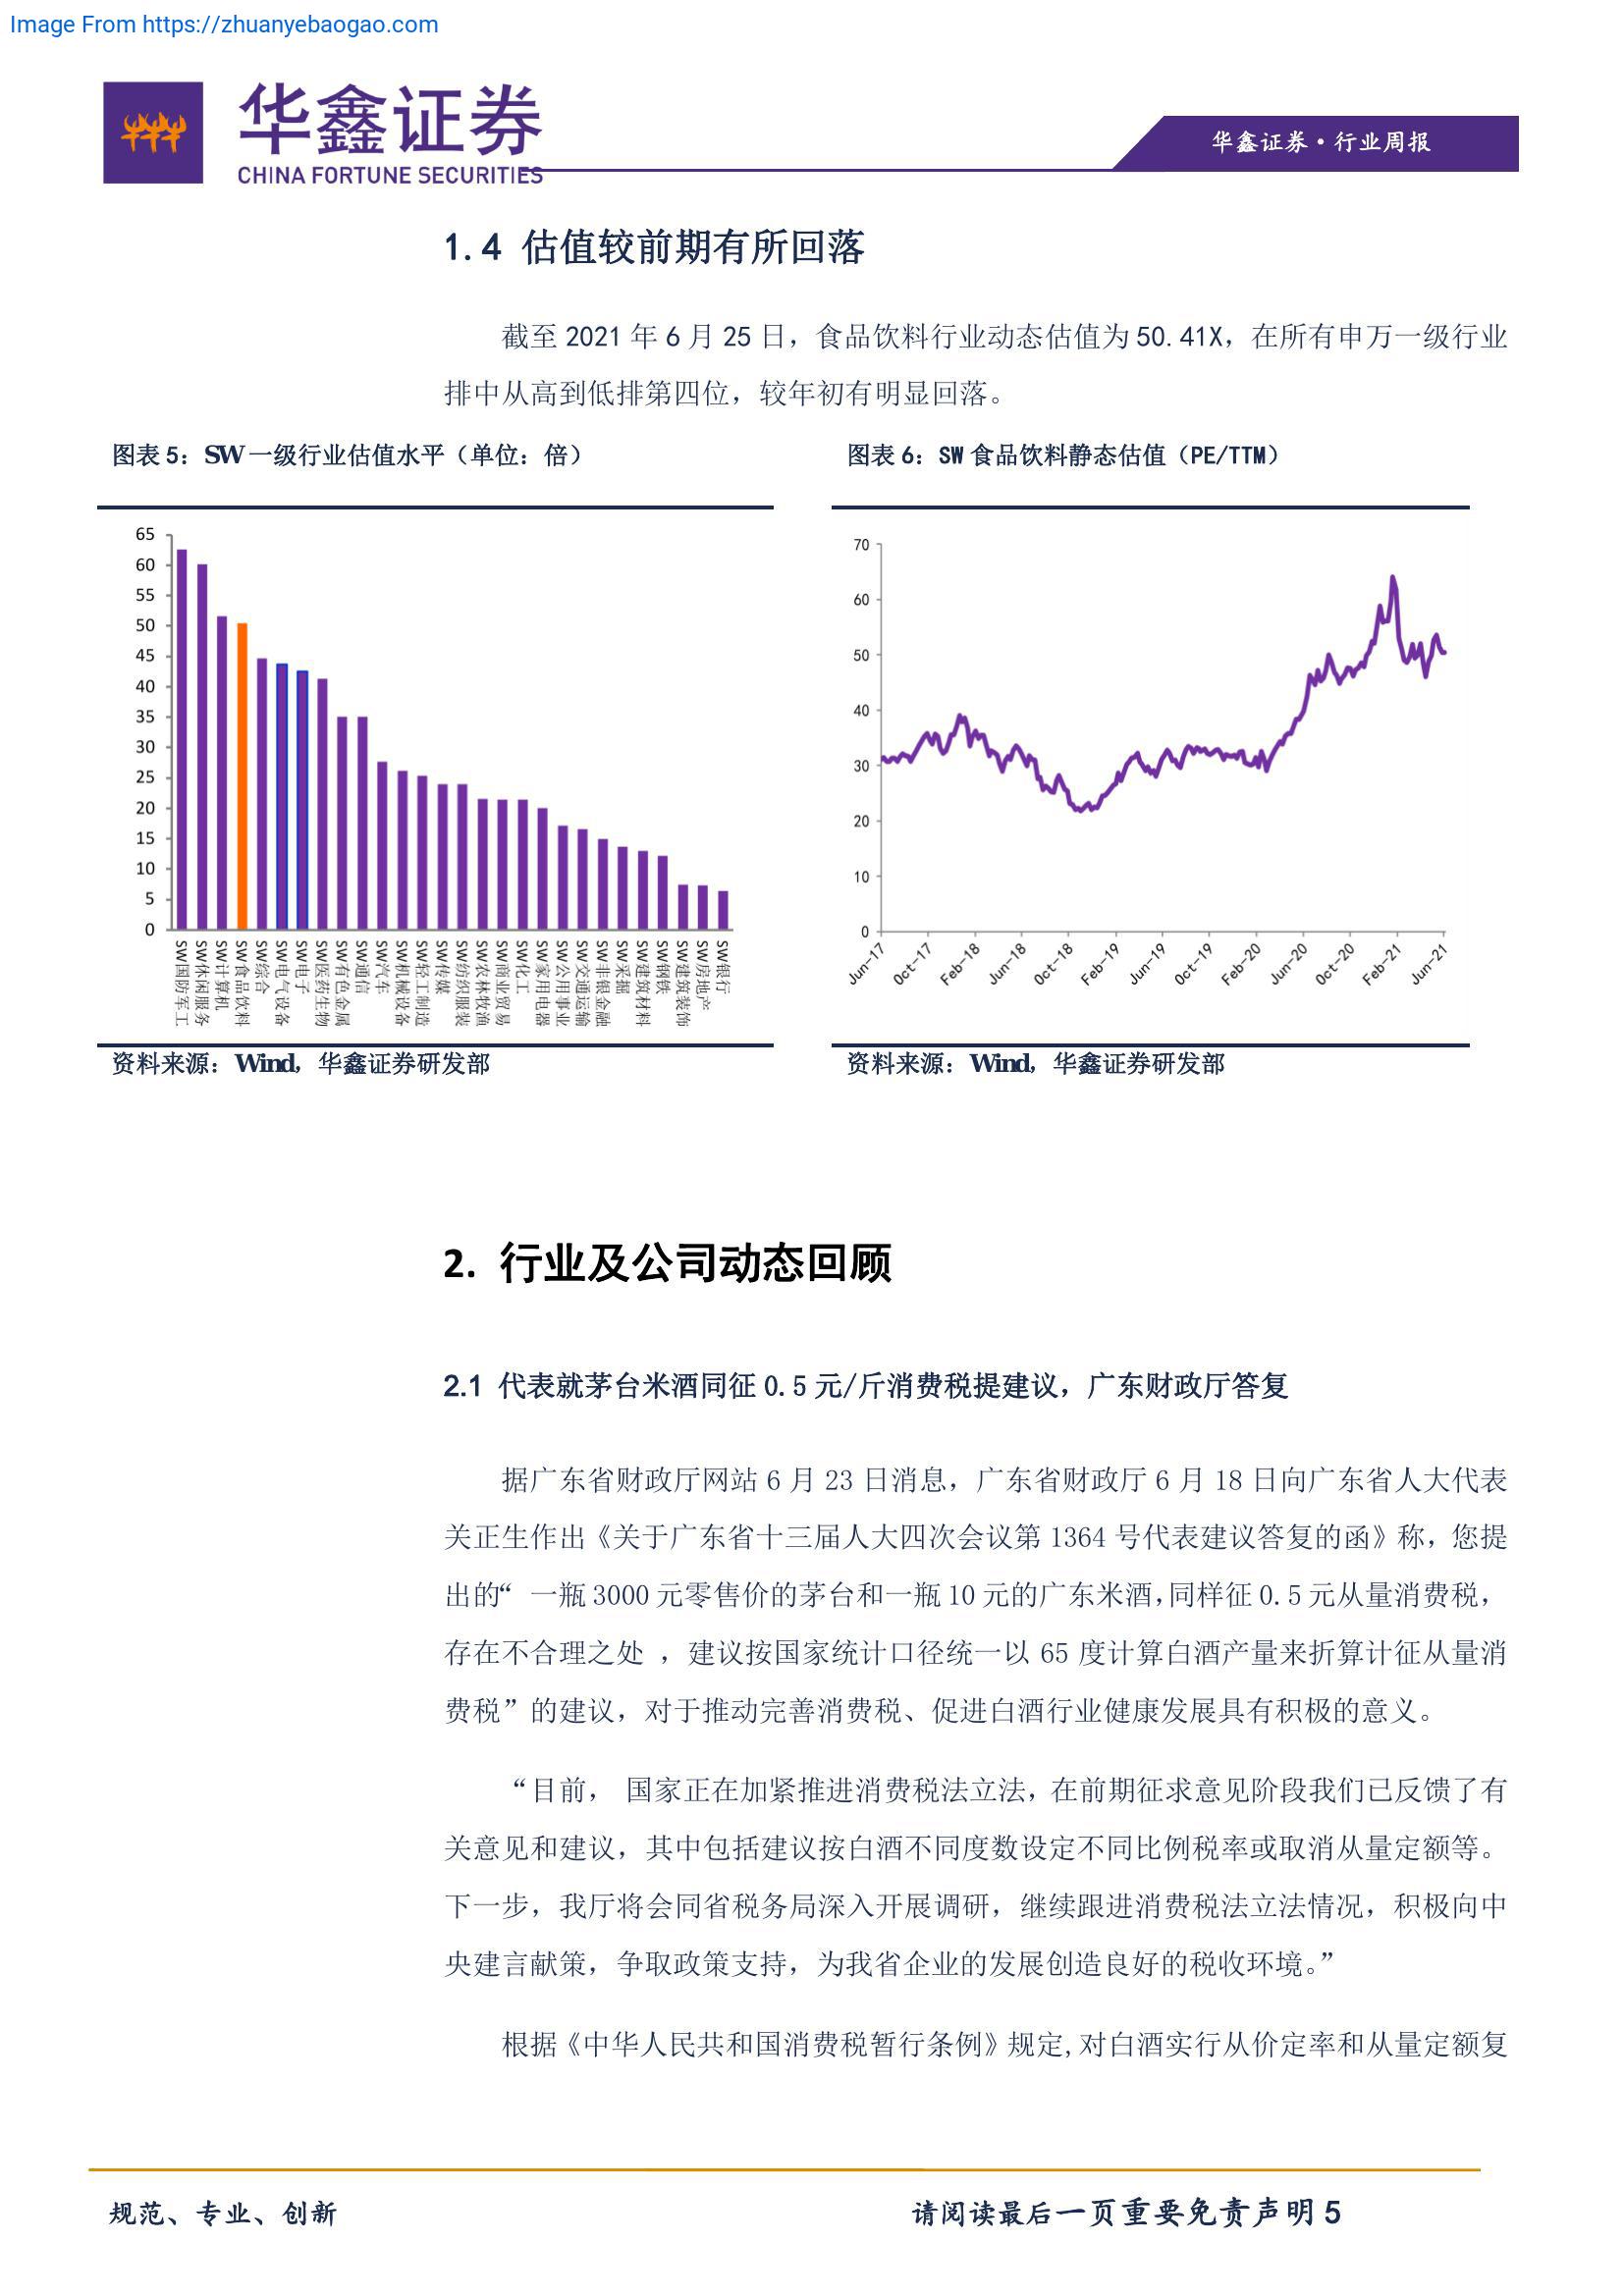 Image From https://zhuanyebaogao.com
华鑫证券
CHINA FORTUNE SECURITIES
华鑫证券·行业周报
1.4 估值较前期有所回落
截至 2021 年 6 月 25 日，食品饮料行业动态估值为 50.41X，在所有申万一级行业
排中从高到低排第四位，较年初有明显回落。
图表 5：SW 一级行业估值水平（单位：倍）
65
60
55
50
45
40
35
30
25
20
15
10
5
0
SW国防军工
SW休闲服务
SW计算机
SW食品饮料
SW综合
SW电气设备
SW电子
SW医药生物
SW有色金属
SW通信
SW汽车
SW机械设备
SW轻工制造
SW传媒
SW纺织服装
SW农林牧渔
SW商业贸易
SW化工
SW家用电器
SW公用事业
SW交通运输
SW非银金融
SW采掘
SW建筑材料
SW钢铁
SW建筑装饰
SW房地产
SW银行
资料来源：Wind，华鑫证券研发部
图表 6：SW 食品饮料静态估值（PE/TTM）
70
60
50
40
30
20
10
0
Jun-17
Oct-17
Feb-18
Jun-18
Oct-18
Feb-19
Jun-19
Oct-19
Feb-20
Jun-20
Oct-20
Feb-21
Jun-21
资料来源：Wind，华鑫证券研发部
2. 行业及公司动态回顾
2.1 代表就茅台米酒同征 0.5 元/斤消费税提建议，广东财政厅答复
据广东省财政厅网站 6 月 23 日消息，广东省财政厅 6 月 18 日向广东省人大代表
关正生作出《关于广东省十三届人大四次会议第 1364 号代表建议答复的函》称，您提
出的“ 一瓶 3000 元零售价的茅台和一瓶 10 元的广东米酒，同样征 0.5 元从量消费税，
存在不合理之处 ，建议按国家统计口径统一以 65 度计算白酒产量来折算计征从量消
费税”的建议，对于推动完善消费税、促进白酒行业健康发展具有积极的意义。
“目前， 国家正在加紧推进消费税法立法，在前期征求意见阶段我们已反馈了有
关意见和建议，其中包括建议按白酒不同度数设定不同比例税率或取消从量定额等。
下一步，我厅将会同省税务局深入开展调研，继续跟进消费税法立法情况，积极向中
央建言献策，争取政策支持，为我省企业的发展创造良好的税收环境。”
根据《中华人民共和国消费税暂行条例》规定,对白酒实行从价定率和从量定额复
规范、专业、创新
请阅读最后一页重要免责声明 5